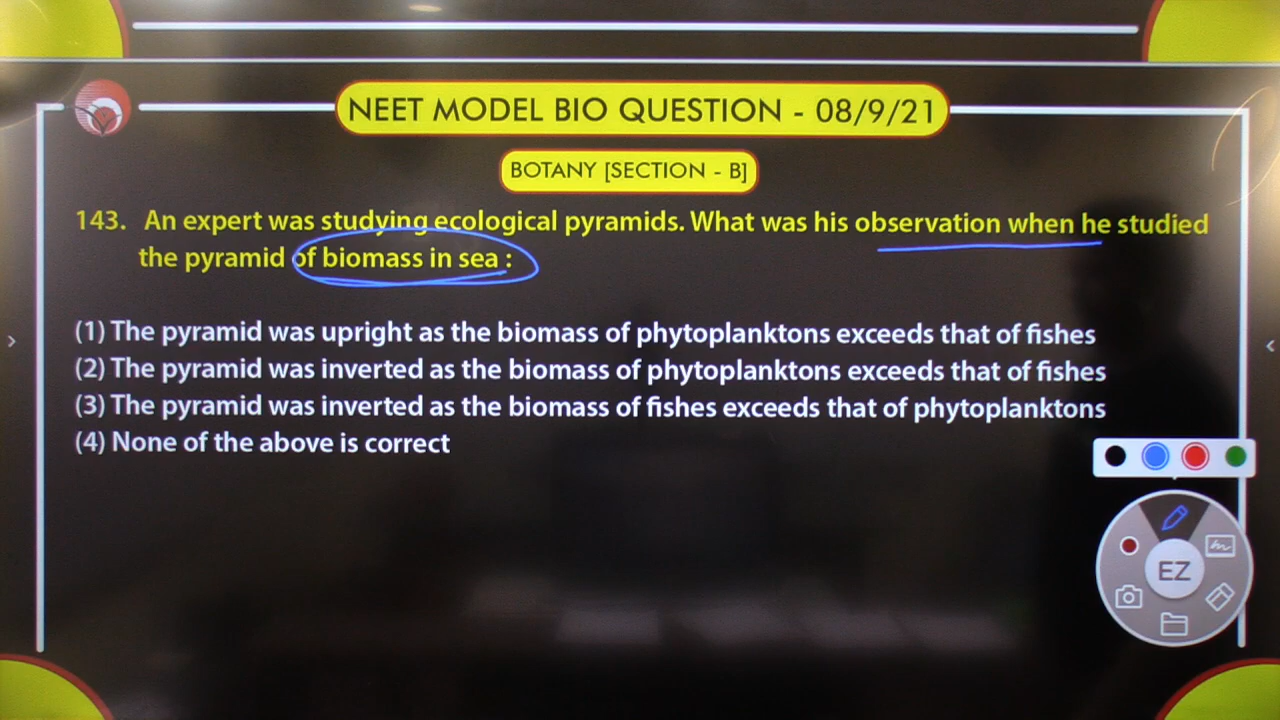 NEET MODEL BIO QUESTION - 08/9/21
BOTANY [SECTION - B]
143. An expert was studying ecological pyramids. What was his observation when he studied
the pyramid of biomass in sea :
(1) The pyramid was upright as the biomass of phytoplanktons exceeds that of fishes
(2) The pyramid was inverted as the biomass of phytoplanktons exceeds that of fishes
(3) The pyramid was inverted as the biomass of fishes exceeds that of phytoplanktons
(4) None of the above is correct
EZ